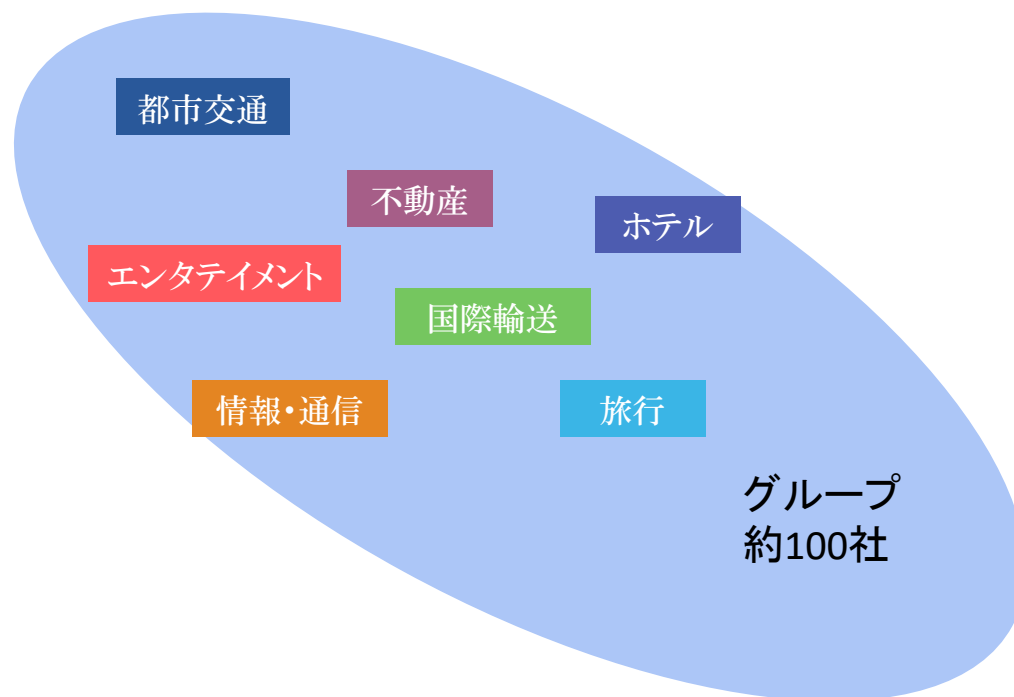 都市交通
不動産
ホテル
エンタテイメント
国際輸送
情報・通信
旅行
グループ
約100社